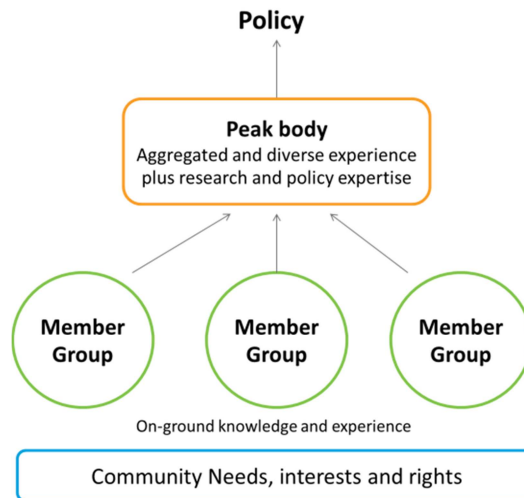 Policy
Peak body
Aggregated and diverse experience
plus research and policy expertise
Member
Group
Member
Group
Member
Group
On-ground knowledge and experience
Community Needs, interests and rights